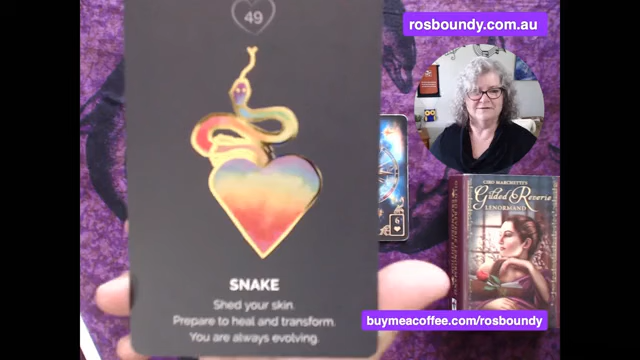 49
rosboundy.com.au
CIRO MARCHETTI'S
Gilded Reverie
LENORMAND
6
SNAKE
Shed your skin.
Prepare to heal and transform.
You are always evolving.
buymeacoffee.com/rosboundy